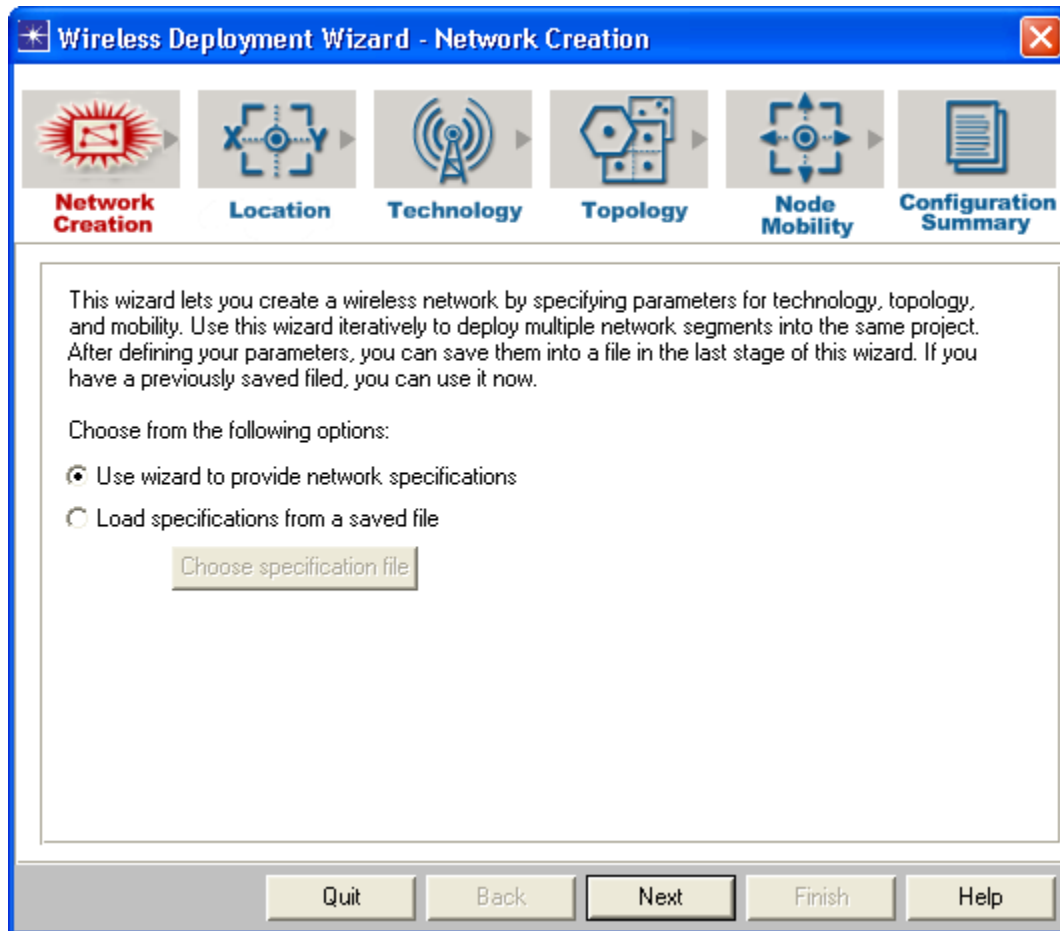 Wireless Deployment Wizard - Network Creation
X Y
Network Creation
Location
Technology
Topology
Node Mobility
Configuration Summary
This wizard lets you create a wireless network by specifying parameters for technology, topology,
and mobility. Use this wizard iteratively to deploy multiple network segments into the same project.
After defining your parameters, you can save them into a file in the last stage of this wizard. If you
have a previously saved filed, you can use it now.
Choose from the following options:
Use wizard to provide network specifications
Load specifications from a saved file
Choose specification file
Quit Back Next Finish Help